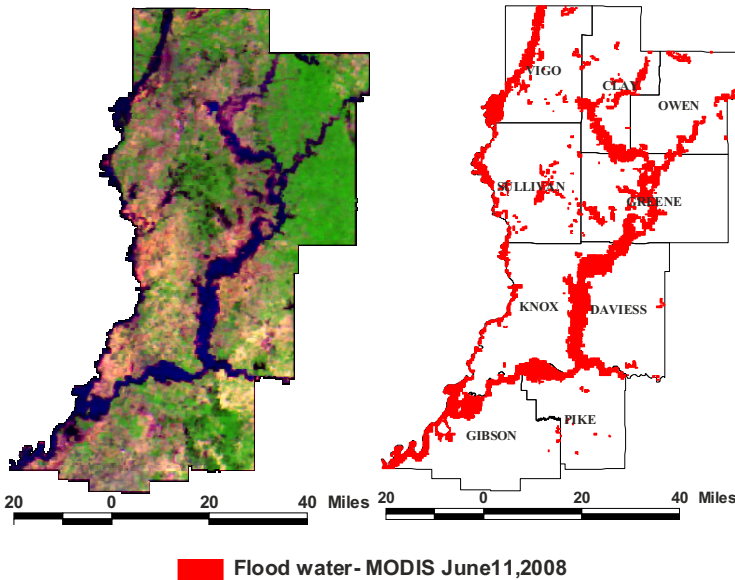 VIGO
CLAY
OWEN
SULLIVAN
GREENE
KNOX
DAVIESS
PIKE
GIBSON
20 0 20 40 Miles
20 0 20 40 Miles
Flood water- MODIS June11,2008